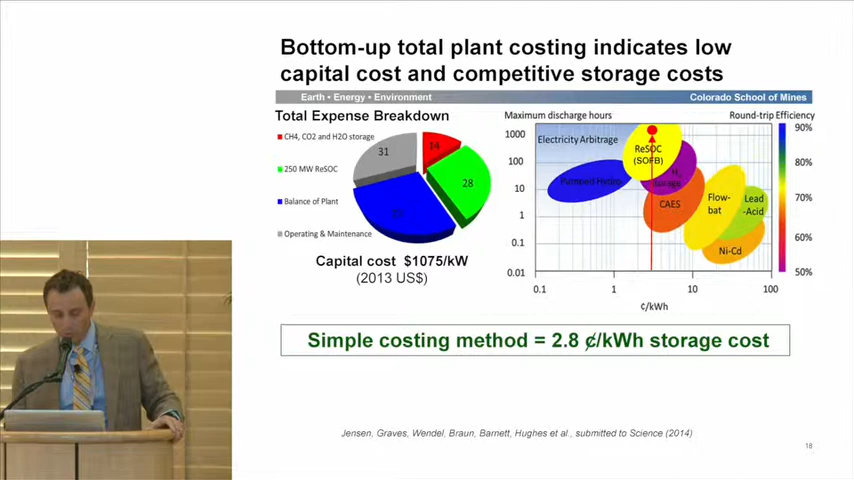 Bottom-up total plant costing indicates low
capital cost and competitive storage costs
Earth • Energy • Environment
Colorado School of Mines
Total Expense Breakdown
CH4, CO2 and H2O storage
250 MW ReSOC
Balance of Plant
Operating & Maintenance
31
14
28
Capital cost $1075/kW
(2013 US$)
Maximum discharge hours
Round-trip Efficiency
1000
100
10
1
0.1
0.01
0.1
1
10
100
¢/kWh
Electricity Arbitrage
ReSOC
(SOFB)
Pumped Hydro
storage
CAES
Flow-
bat
Lead
-Acid
Ni-Cd
90%
80%
70%
60%
50%
Simple costing method = 2.8 ¢/kWh storage cost
Jensen, Graves, Wendel, Braun, Barnett, Hughes et al., submitted to Science (2014)
18